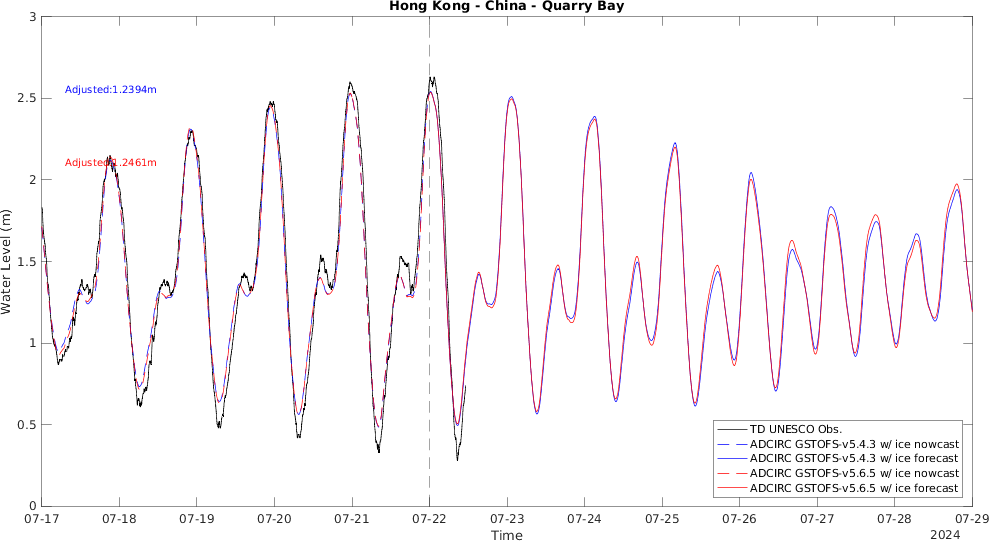 Hong Kong - China - Quarry Bay
3
2.5
2
1.5
1
0.5
0
Water Level (m)
Adjusted:1.2394m
Adjusted:1.2461m
TD UNESCO Obs.
ADCIRC GSTOFS-v5.4.3 w/ ice nowcast
ADCIRC GSTOFS-v5.4.3 w/ ice forecast
ADCIRC GSTOFS-v5.6.5 w/ ice nowcast
ADCIRC GSTOFS-v5.6.5 w/ ice forecast
07-17 07-18 07-19 07-20 07-21 07-22 07-23 07-24 07-25 07-26 07-27 07-28 07-29
Time
2024